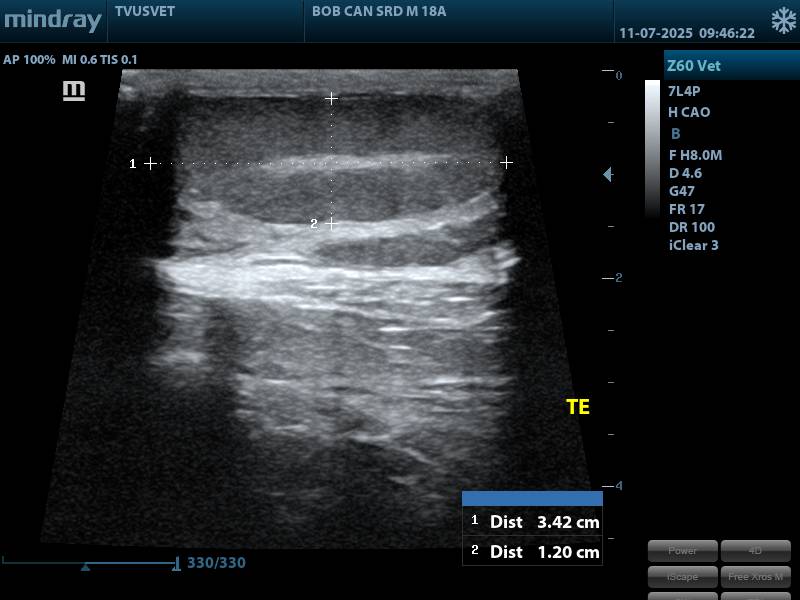 mindray
TVUSVET
BOB CAN SRD M 18A
11-07-2025 09:46:22
AP 100% MI 0.6 TIS 0.1
m
Z60 Vet
7L4P
H CAO
B
F H8.0M
D 4.6
G47
FR 17
DR 100
iClear 3
0
1
2
2
TE
4
1 Dist 3.42 cm
2 Dist 1.20 cm
330/330
Power
4D
iScape
Free Xros M